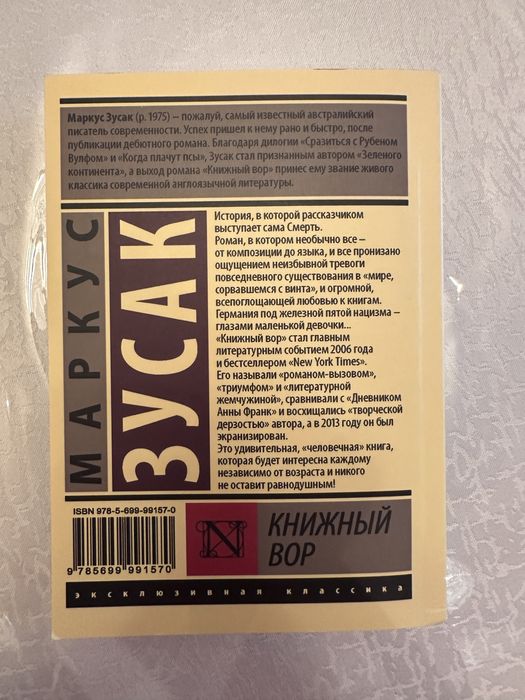 Маркус Зусак (р. 1975) – пожалуй, самый известный австралийский
писатель современности. Успех пришел к нему рано и быстро, после
публикации дебютного романа. Благодаря дилогии «Сразиться с Рубеном
Вулфом» и «Когда плачут псы», Зусак стал признанным автором «Зеленого
континента», а выход романа «Книжный вор» принес ему звание живого
классика современной англоязычной литературы.
МАРКУС
ЗУСАК
История, в которой рассказчиком
выступает сама Смерть.
Роман, в котором необычно все –
от композиции до языка, и все пронизано
ощущением неизбывной тревоги
повседневного существования в «мире,
сорвавшемся с винта», и огромной,
всепоглощающей любовью к книгам.
Германия под железной пятой нацизма –
глазами маленькой девочки...
«Книжный вор» стал главным
литературным событием 2006 года
и бестселлером «New York Times».
Его называли «романом-вызовом»,
«триумфом» и «литературной
жемчужиной», сравнивали с «Дневником
Анны Франк» и восхищались «творческой
дерзостью» автора, а в 2013 году он был
экранизирован.
Это удивительная, «человечная» книга,
которая будет интересна каждому
независимо от возраста и никого
не оставит равнодушным!
ISBN 978-5-699-99157-0
9 785699 991570
N
КНИЖНЫЙ
ВОР
эксклюзивная классика